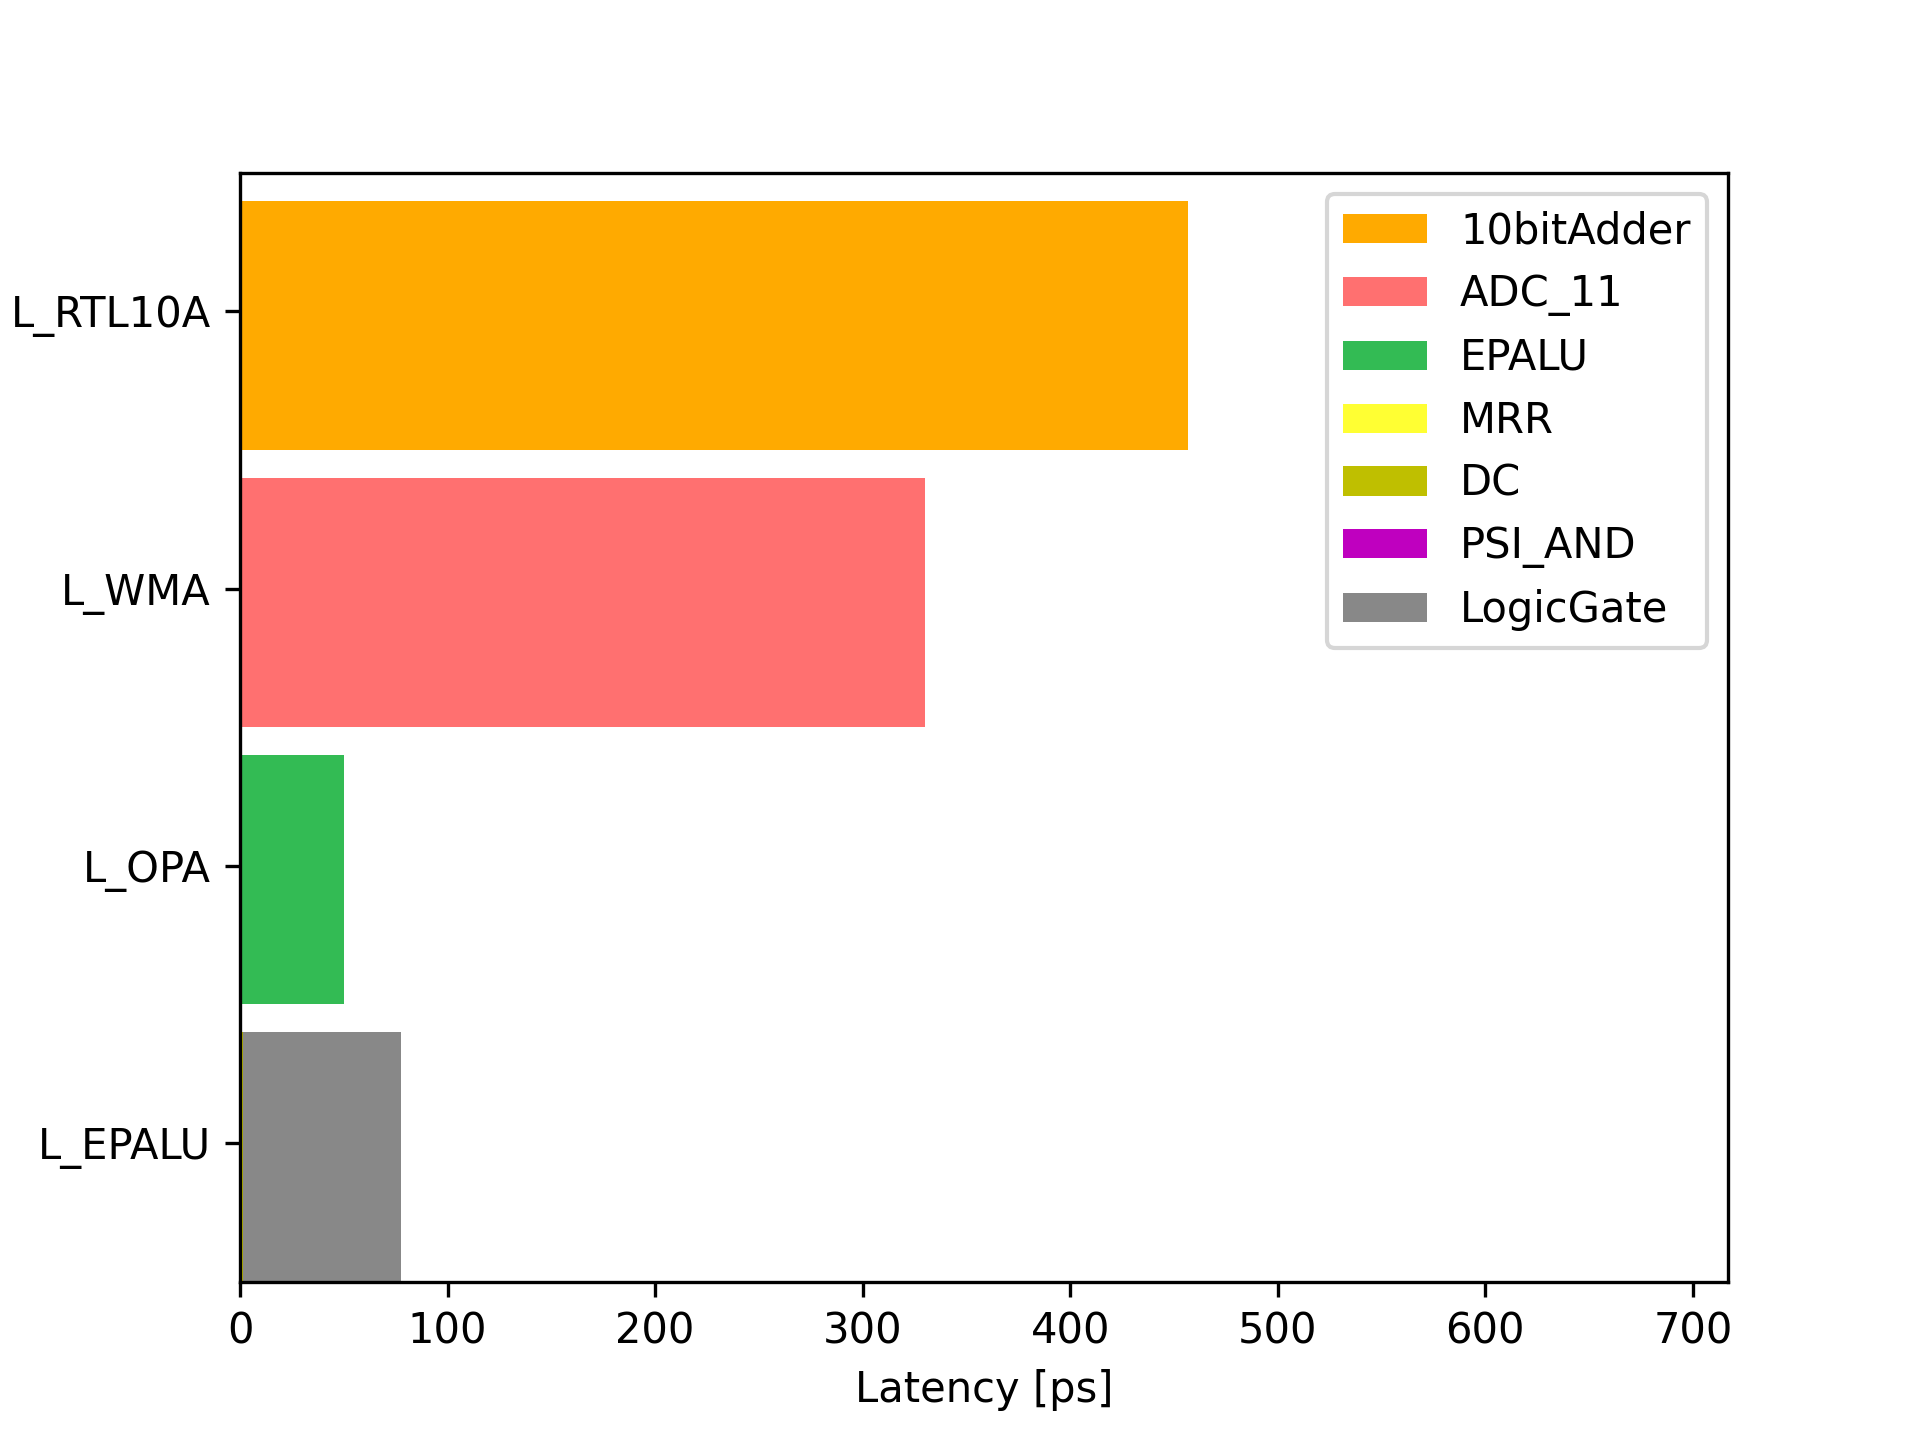 L_RTL10A
L_WMA
L_OPA
L_EPALU
10bitAdder
ADC_11
EPALU
MRR
DC
PSI_AND
LogicGate
0 100 200 300 400 500 600 700
Latency [ps]